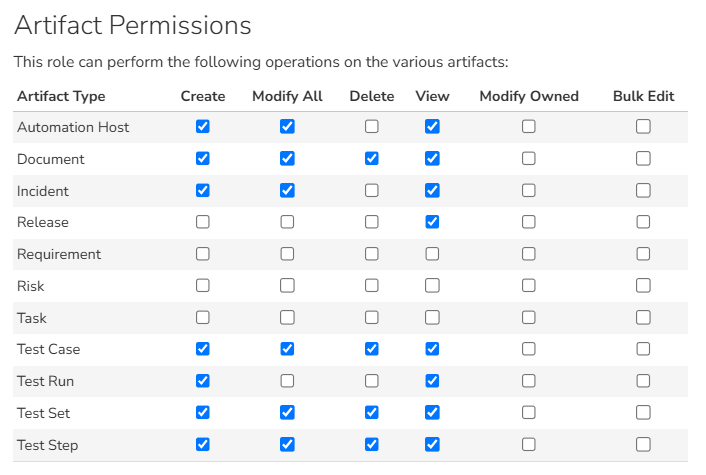 Artifact Permissions
This role can perform the following operations on the various artifacts:
Artifact Type Create Modify All Delete View Modify Owned Bulk Edit
Automation Host
Document
Incident
Release
Requirement
Risk
Task
Test Case
Test Run
Test Set
Test Step